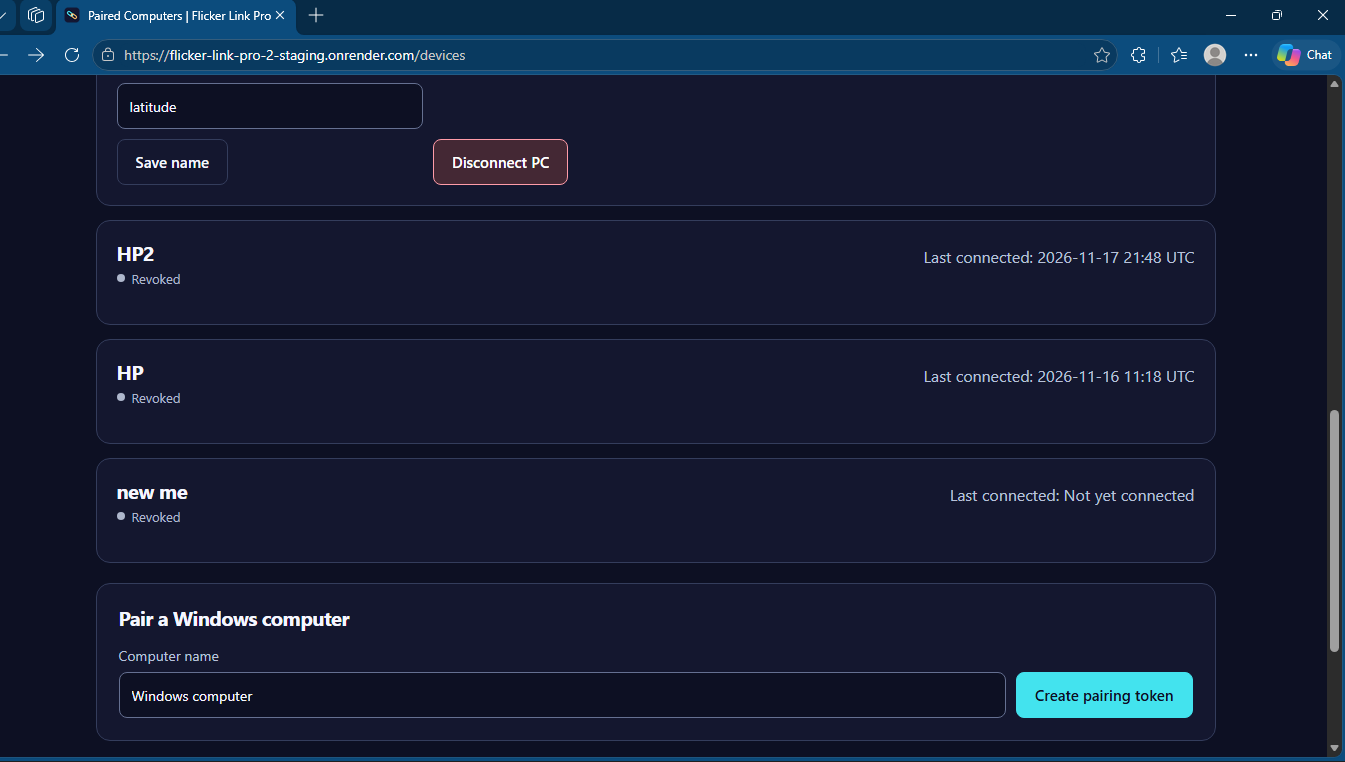 Paired Computers | Flicker Link Pro
https://flicker-link-pro-2-staging.onrender.com/devices
Chat
latitude
Save name
Disconnect PC
HP2
Last connected: 2026-11-17 21:48 UTC
Revoked
HP
Last connected: 2026-11-16 11:18 UTC
Revoked
new me
Last connected: Not yet connected
Revoked
Pair a Windows computer
Computer name
Windows computer
Create pairing token